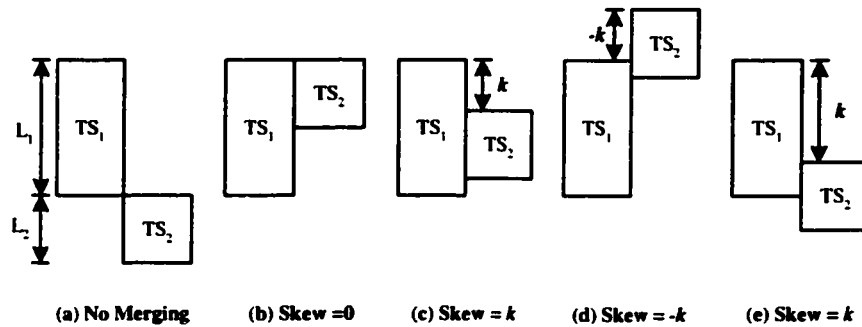 -k
TS2
k
k
L1
TS1
TS2
TS1
TS1
TS2
TS1
TS1
L2
TS2
TS2
(a) No Merging
(b) Skew =0
(c) Skew = k
(d) Skew = -k
(e) Skew = k